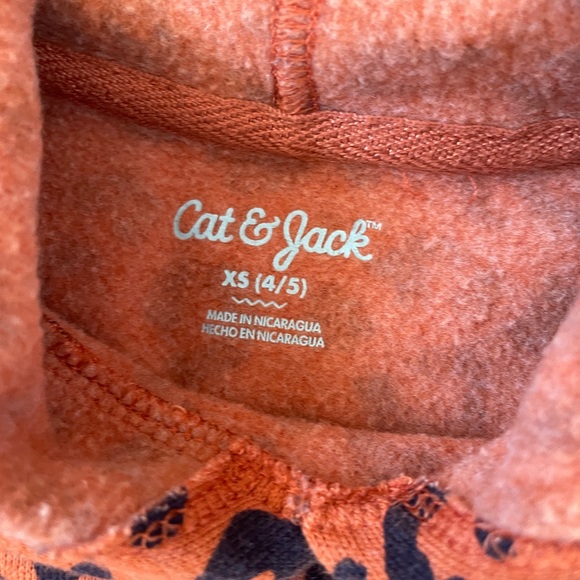 Cat & Jack™
XS (4/5)
MADE IN NICARAGUA
HECHO EN NICARAGUA